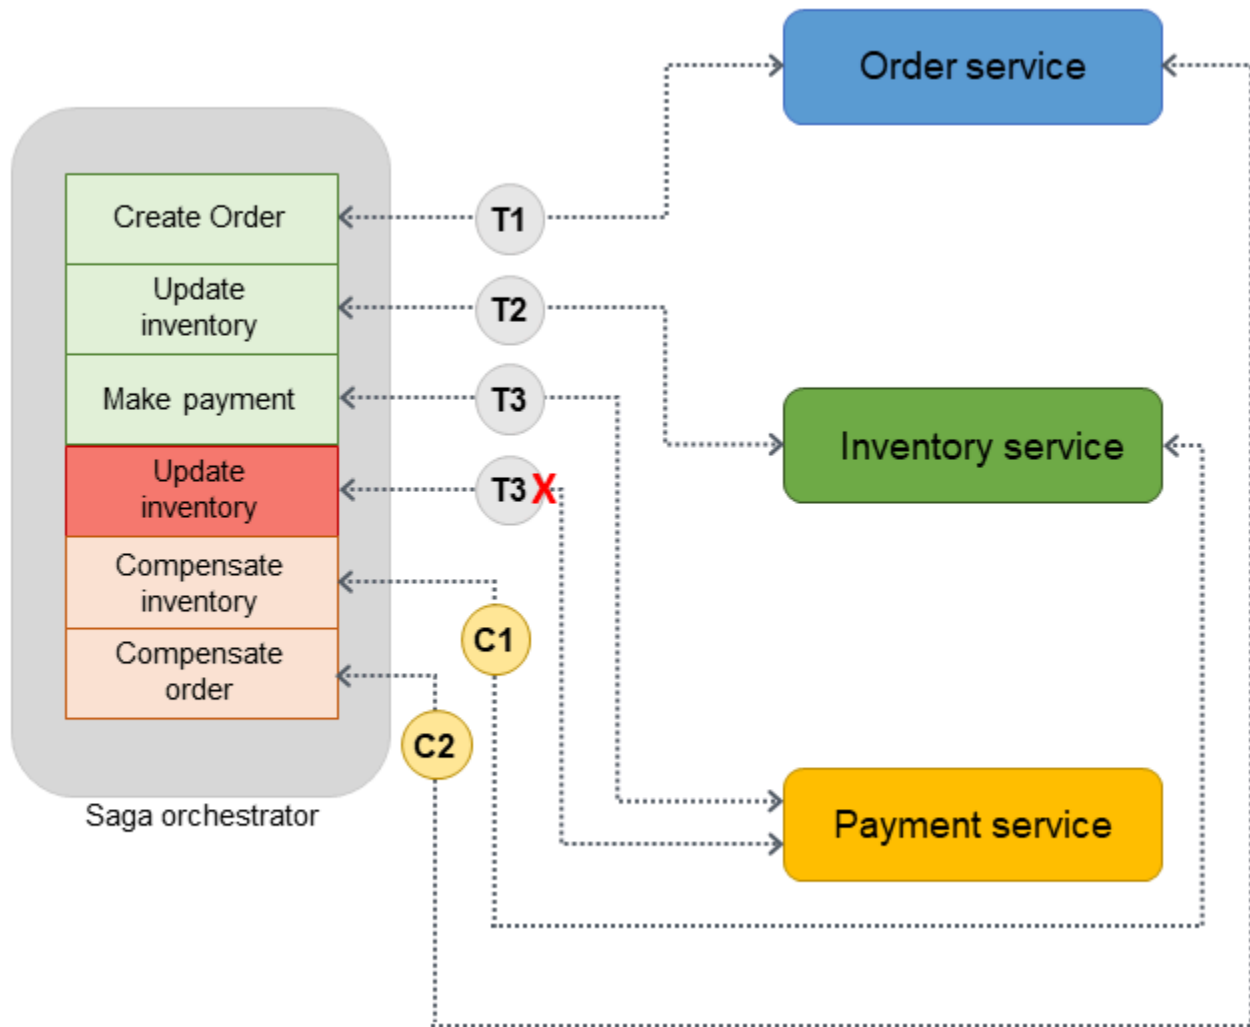 Order service
Create Order
T1
Update
inventory
T2
Make payment
T3
Inventory service
Update
inventory
T3 X
Compensate
inventory
C1
Compensate
order
C2
Saga orchestrator
Payment service